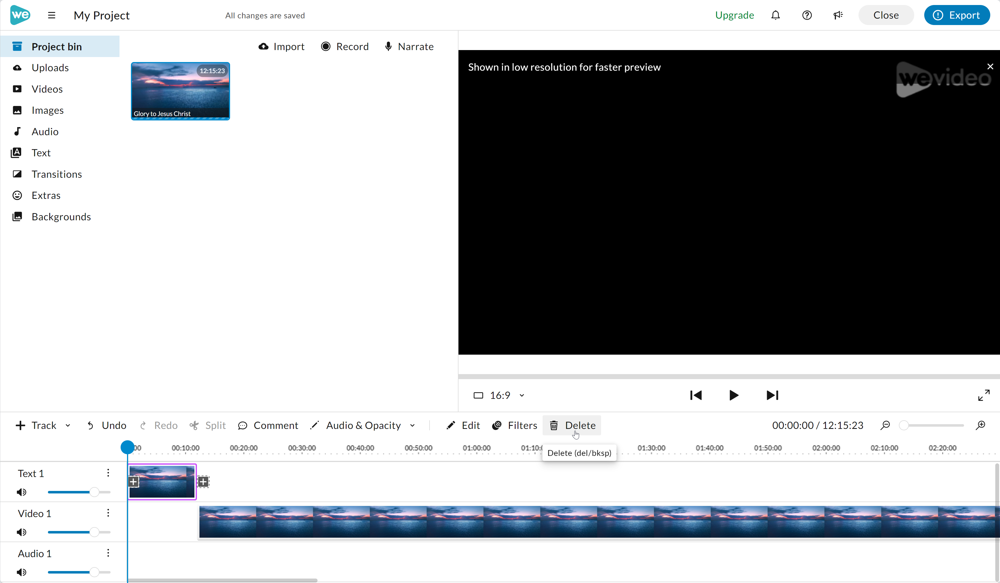 we
My Project
All changes are saved
Upgrade
Close
Export
Project bin
Uploads
Videos
Images
Audio
Text
Transitions
Extras
Backgrounds
Import
Record
Narrate
12:15:23
Glory to Jesus Christ
Shown in low resolution for faster preview
wevideo
16:9
Track
Undo
Redo
Split
Comment
Audio & Opacity
Edit
Filters
Delete
00:00:00 / 12:15:23
00 00:10:00 00:20:00 00:30:00 00:40:00 00:50:00 01:00:00 01:10:0 01:30:00 01:40:00 01:50:00 02:00:00 02:10:00 02:20:00
Delete (del/bksp)
Text 1
Video 1
Audio 1